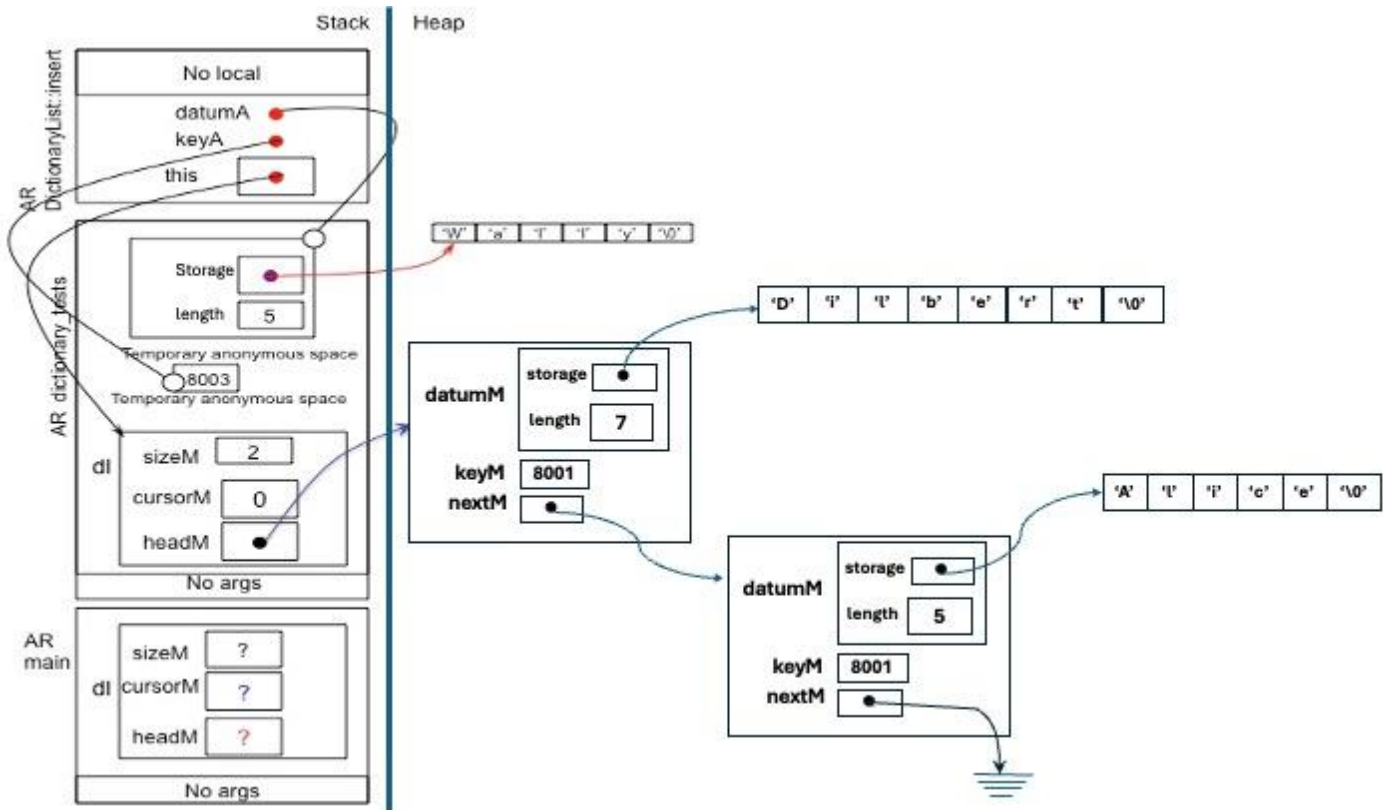 Stack
Heap
AR
DictionaryList::insert
No local
datumA
keyA
this
AR dictionary_tests
Storage
length
5
Temporary anonymous space
8003
Temporary anonymous space
dl
sizeM
2
cursorM
0
headM
No args
AR
main
dl
sizeM
?
cursorM
?
headM
?
No args
'W' 'a' 'l' 'l' 'y' '\0'
'D' 'i' 'l' 'b' 'e' 'r' 't' '\0'
datumM
storage
length
7
keyM
8001
nextM
'A' 'l' 'i' 'c' 'e' '\0'
datumM
storage
length
5
keyM
8001
nextM